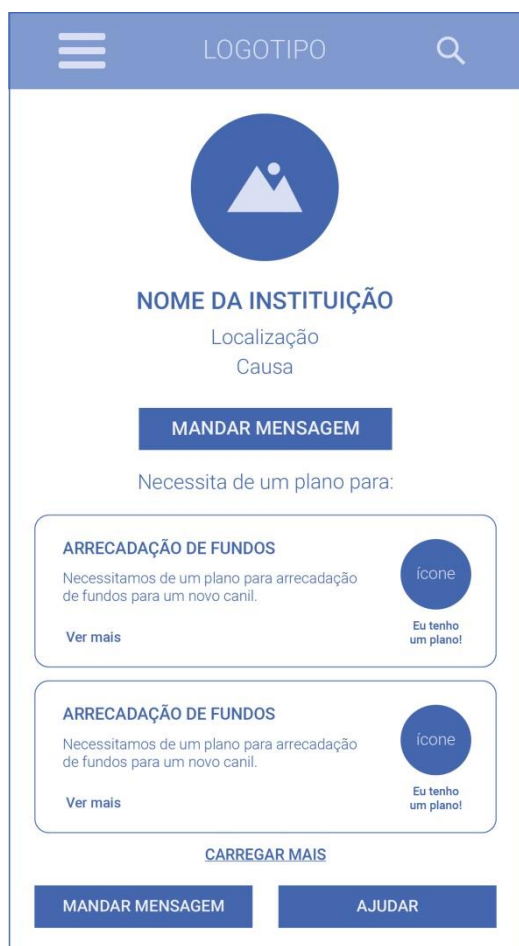 LOGOTIPO
NOME DA INSTITUIÇÃO
Localização
Causa
MANDAR MENSAGEM
Necessita de um plano para:
ARRECADAÇÃO DE FUNDOS
Necessitamos de um plano para arrecadação
de fundos para um novo canil.
Ver mais
ícone
Eu tenho
um plano!
ARRECADAÇÃO DE FUNDOS
Necessitamos de um plano para arrecadação
de fundos para um novo canil.
Ver mais
ícone
Eu tenho
um plano!
CARREGAR MAIS
MANDAR MENSAGEM
AJUDAR